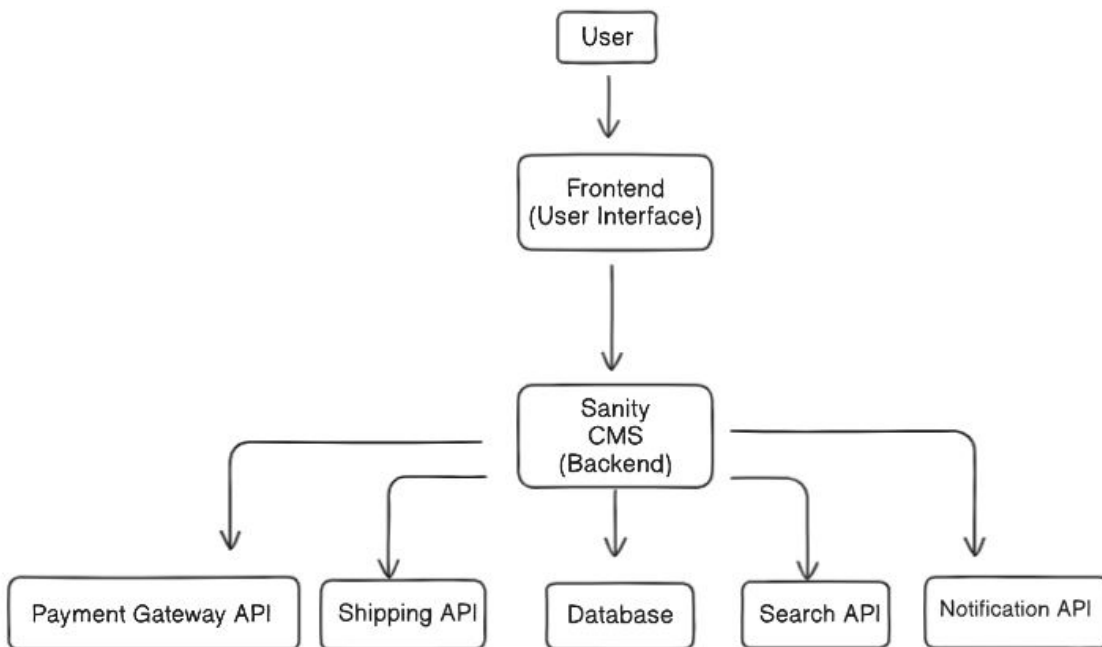 User
Frontend
(User Interface)
Sanity
CMS
(Backend)
Payment Gateway API
Shipping API
Database
Search API
Notification API